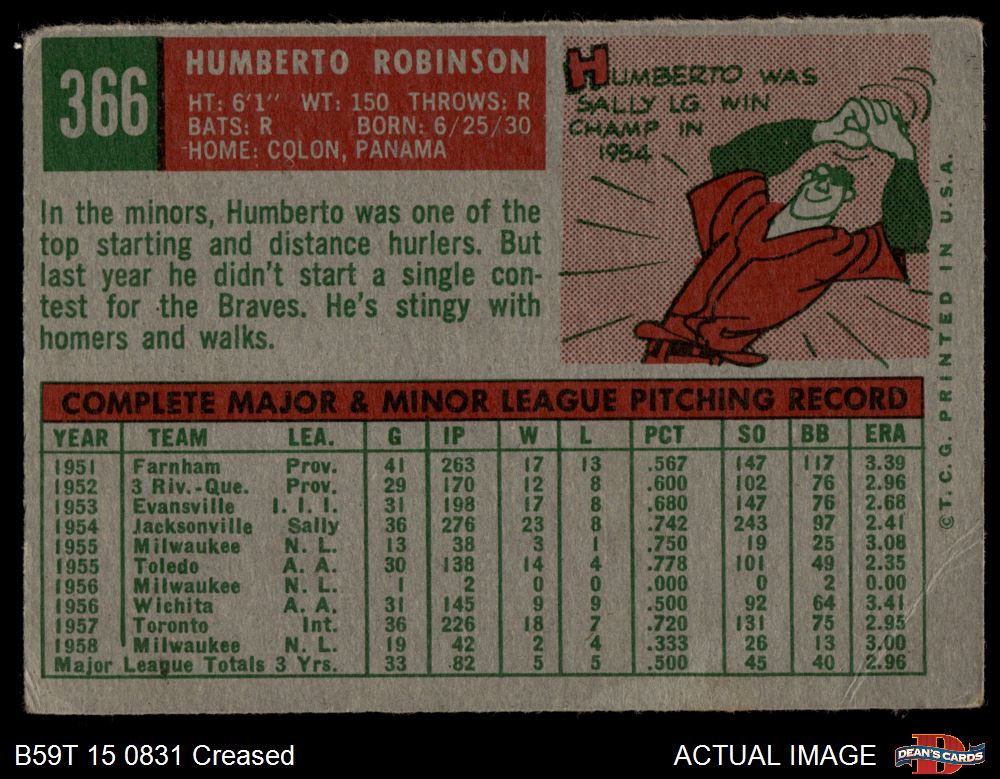 366
HUMBERTO ROBINSON
HT: 6'1" WT: 150 THROWS: R
BATS: R BORN: 6/25/30
HOME: COLON, PANAMA
HUMBERTO WAS
SALLY LG. WIN
CHAMP IN
1954
In the minors, Humberto was one of the
top starting and distance hurlers. But
last year he didn't start a single con-
test for the Braves. He's stingy with
homers and walks.
COMPLETE MAJOR & MINOR LEAGUE PITCHING RECORD
YEAR TEAM LEA. G IP W L PCT SO BB ERA
1951 Farnham Prov. 41 263 17 13 .567 147 117 3.39
1952 3 Riv.-Que. Prov. 29 170 12 8 .600 102 76 2.96
1953 Evansville I. I. I. 31 198 17 8 .680 147 76 2.68
1954 Jacksonville Sally 36 276 23 8 .742 243 97 2.41
1955 Milwaukee N. L. 13 38 3 1 .750 19 25 3.08
1955 Toledo A. A. 30 138 14 4 .778 101 49 2.35
1956 Milwaukee N. L. 1 2 0 0 .000 0 2 0.00
1956 Wichita A. A. 31 145 9 9 .500 92 64 3.41
1957 Toronto Int. 36 226 18 7 .720 131 75 2.95
1958 Milwaukee N. L. 19 42 2 4 .333 26 13 3.00
Major League Totals 3 Yrs. 33 82 5 5 .500 45 40 2.96
©T.C.G. PRINTED IN U.S.A.
B59T 15 0831 Creased
ACTUAL IMAGE
DEAN'S CARDS